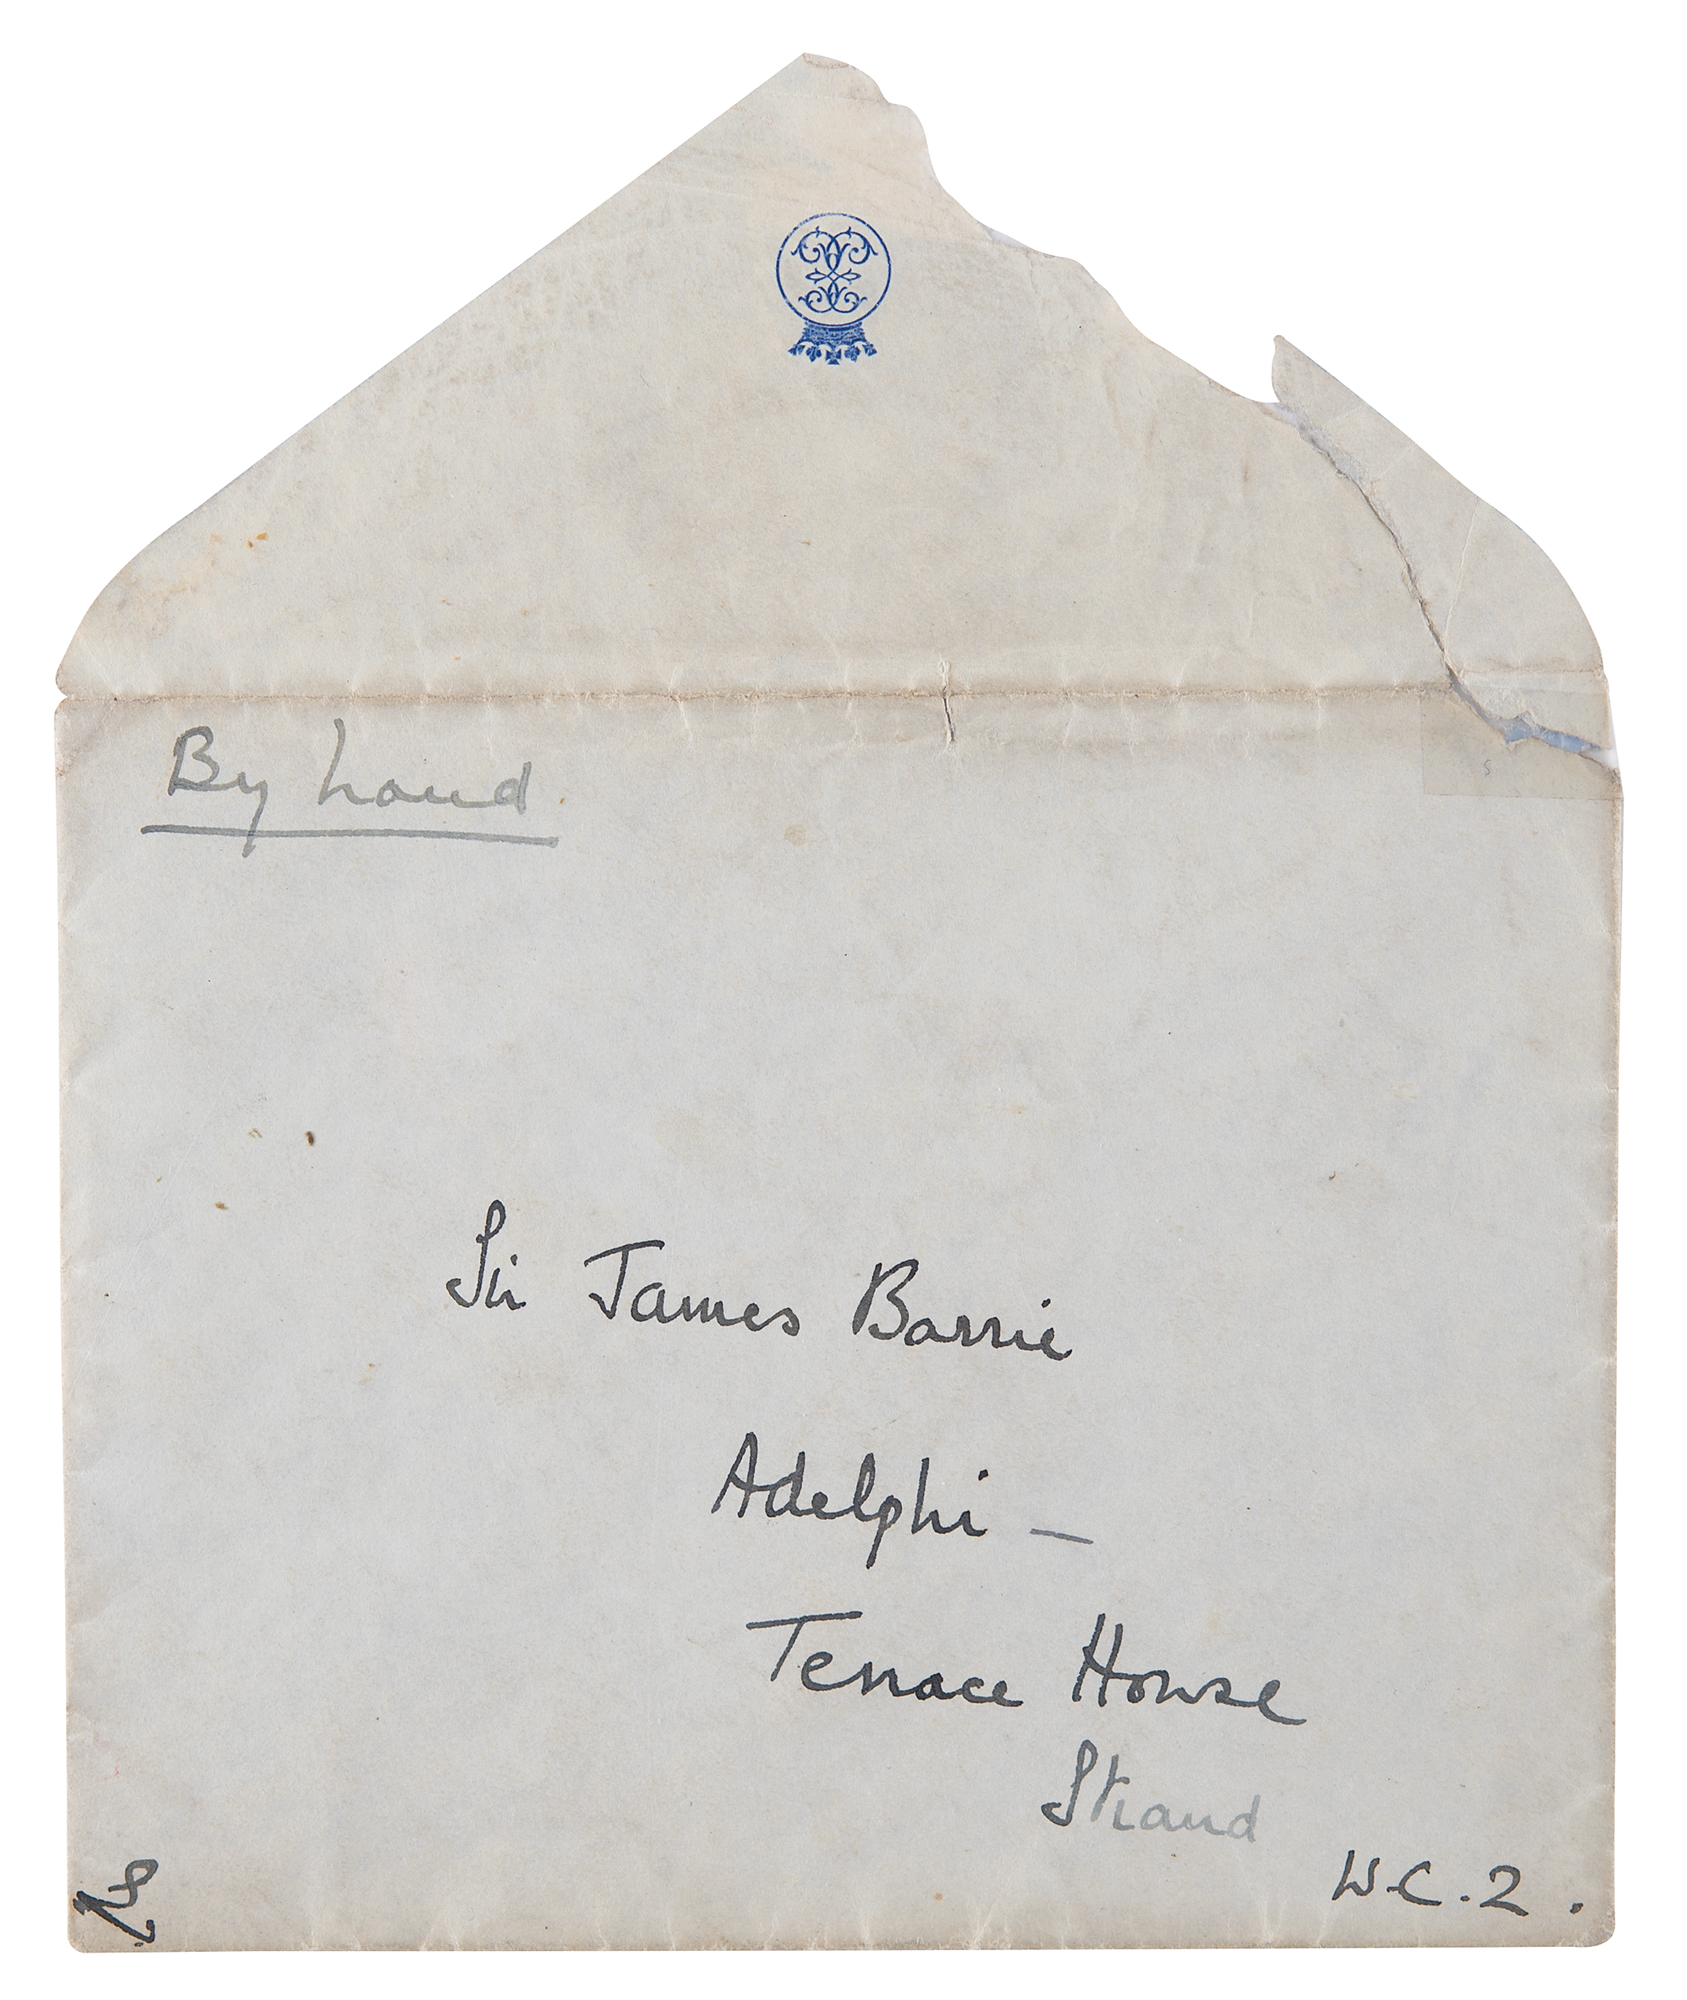 By hand
Sir James Barrie
Adelphi —
Terrace House
Strand
W.C.2.